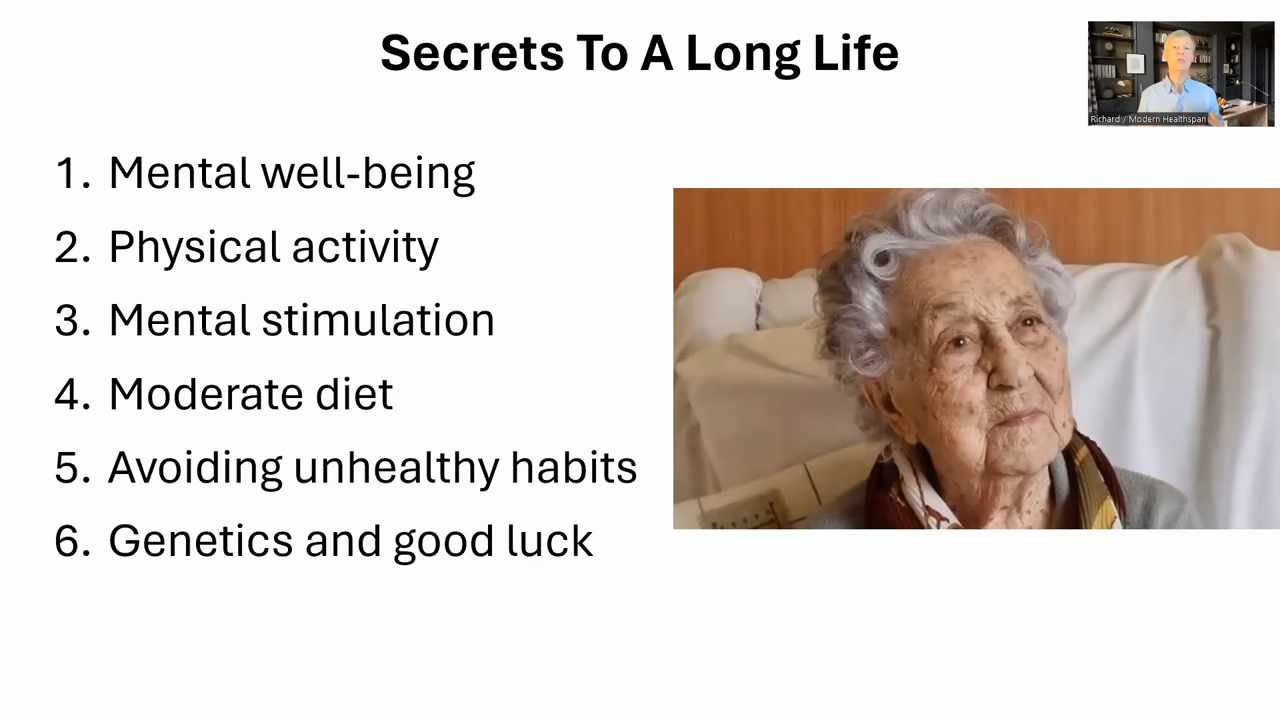 Secrets To A Long Life
Richard / Modern Healthspan
1. Mental well-being
2. Physical activity
3. Mental stimulation
4. Moderate diet
5. Avoiding unhealthy habits
6. Genetics and good luck